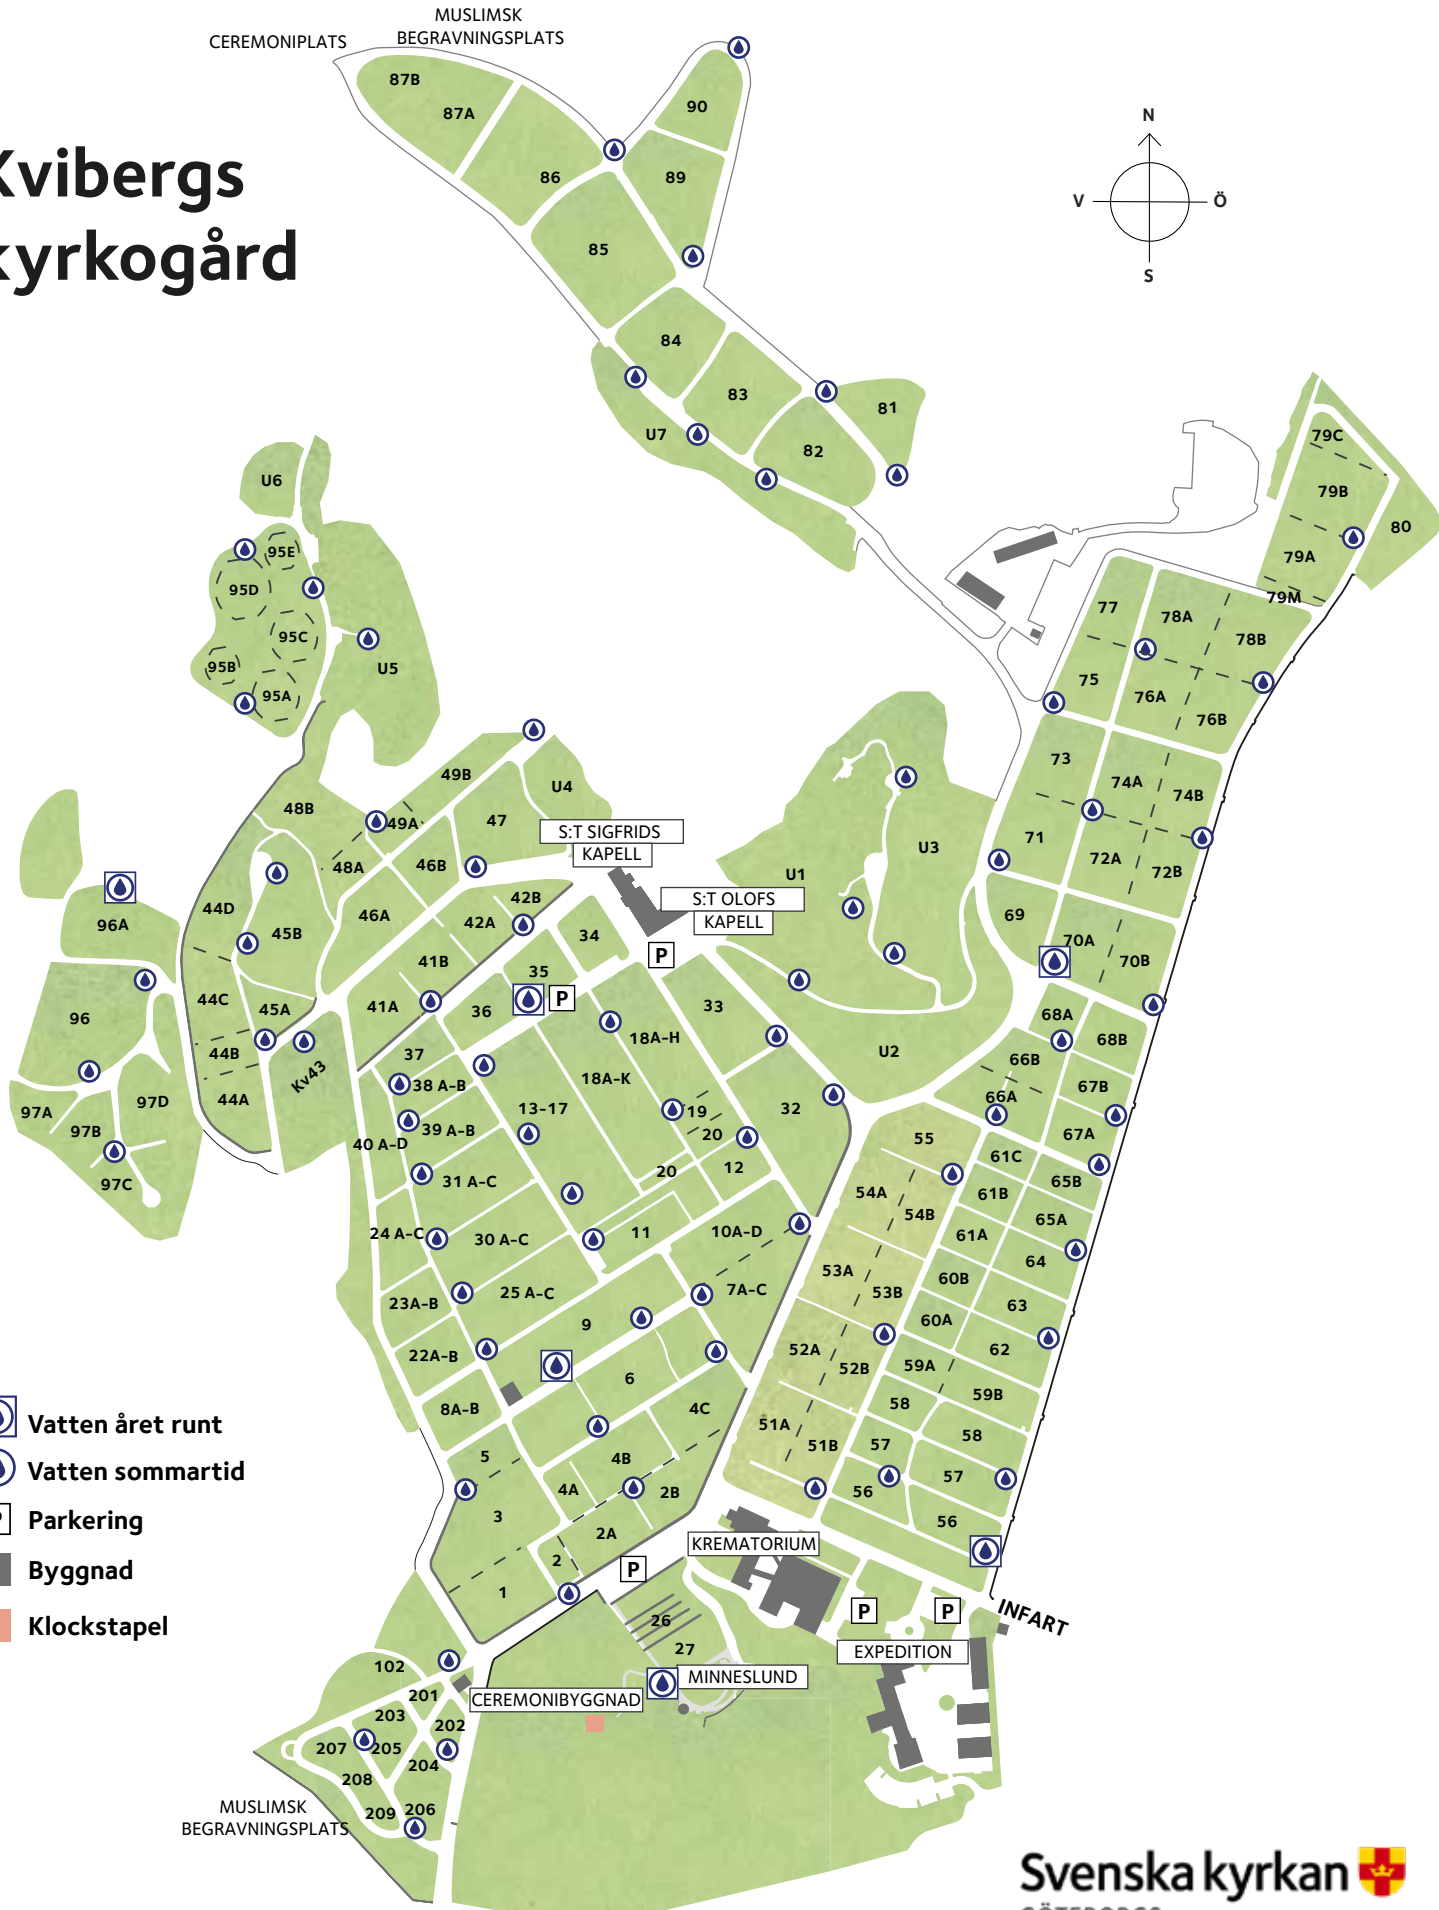 MUSLIMSK
BEGRAVNINGSPLATS
CEREMONIPLATS
87B
87A
90
86
89
85
N
V
Ö
S
Kvibergs
kyrkogård
84
83
81
U7
82
79C
79B
80
79A
79M
U6
95E
95D
95C
95B
95A
U5
77
78A
78B
75
76A
76B
73
74A
74B
71
72A
72B
69
70A
70B
49B
U4
48B
49A
47
48A
46B
S:T SIGFRIDS
KAPELL
U1
U3
S:T OLOFS
KAPELL
44D
45B
46A
42B
42A
34
96A
P
41B
35
P
44C
45A
41A
36
33
96
18A-H
U2
68A
68B
44B
Kv43
37
66B
18A-K
38 A-B
67B
44A
97D
97A
97B
97C
13-17
19
20
32
66A
39 A-B
40 A-D
67A
55
61C
20
12
31 A-C
65B
61B
54A
54B
65A
24 A-C
30 A-C
11
10A-D
61A
64
53A
53B
60B
23A-B
25 A-C
7A-C
63
9
60A
52A
52B
62
22A-B
59A
59B
6
58
8A-B
4C
51A
51B
58
57
5
4B
57
4A
2B
56
3
56
2A
2
1
Vatten året runt
Vatten sommartid
P Parkering
Byggnad
Klockstapel
KREMATORIUM
P
P
P
INFART
26
27
EXPEDITION
MINNESLUND
102
201
CEREMONIBYGGNAD
203
202
207
205
204
208
209
206
MUSLIMSK
BEGRAVNINGSPLATS
Svenska kyrkan